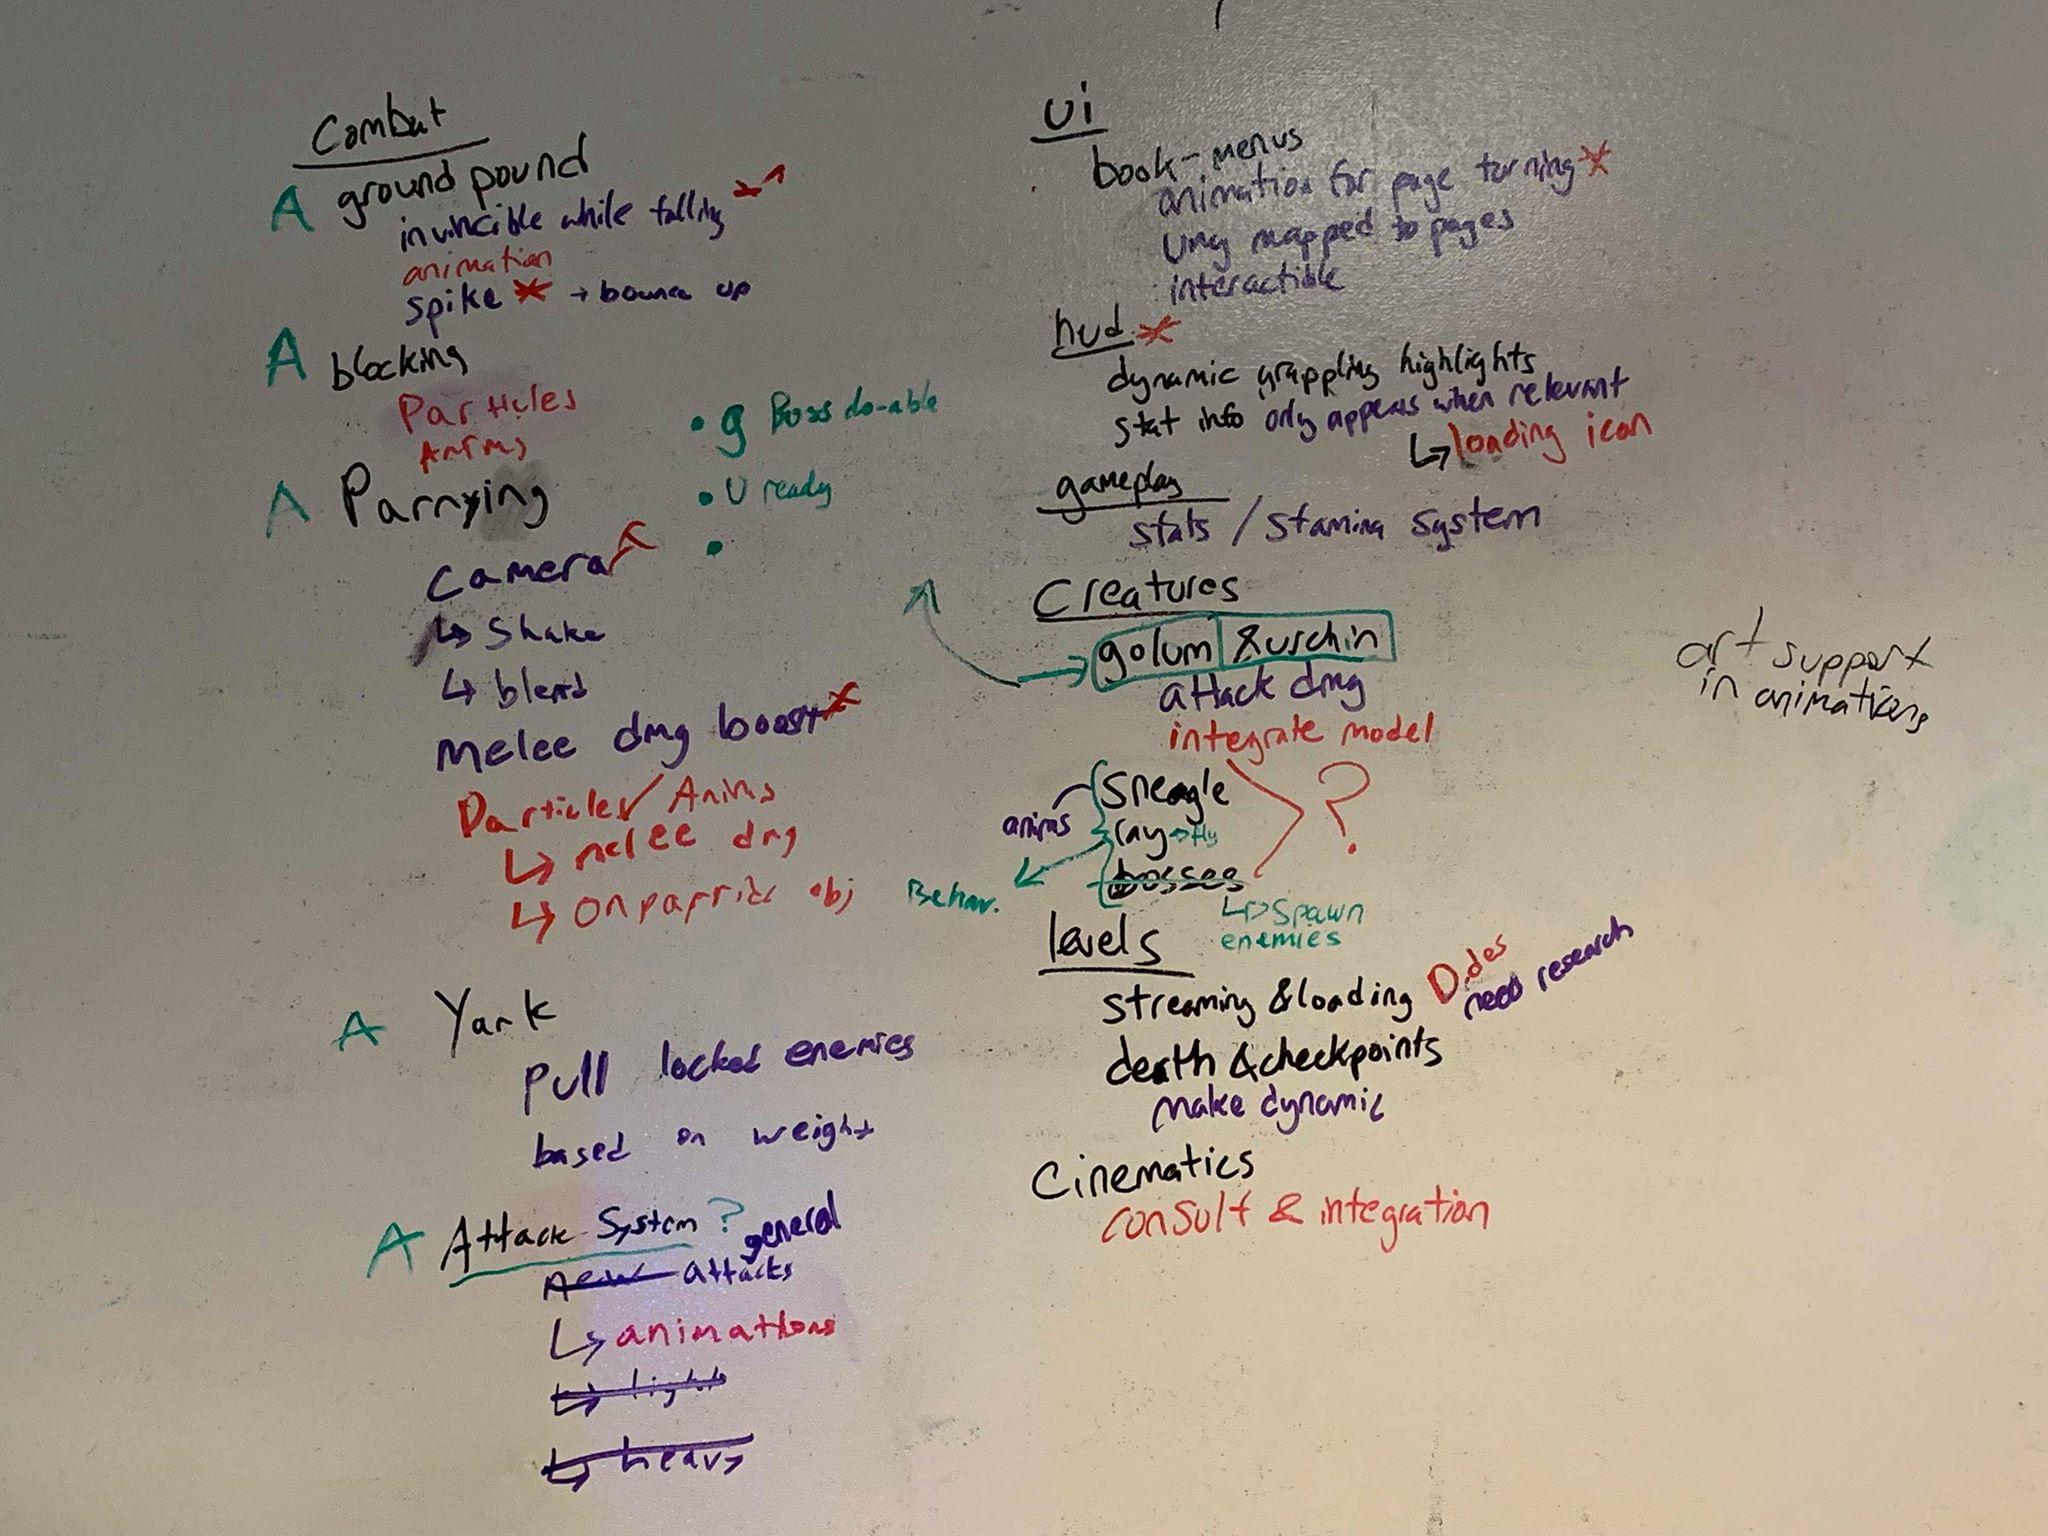 Combat
A ground pound
invincible while falling
animation
spike → bounce up
A blocking
Particles
Anims
A Parrying
Camera
↳ shake
↳ blend
melee dmg boost
Particles / Anims
↳ melee dmg
↳ on parried obj
• g Boss do-able
• U ready
•
A Yank
pull locked enemies
based on weight
A Attack System ?
general
new attacks
↳ animations
↳ light
↳ heavy
ui
book-menus
animation for page turning
Umg mapped to pages
interactible
hud
dynamic grappling highlights
stat info only appears when relevant
↳ loading icon
gameplay
stats / stamina system
Creatures
→ golum & urchin
attack dmg
integrate model
anims
sneagle
ray → fly
bosses
?
Behav.
↳ spawn
enemies
levels
streaming & loading
need research
death & checkpoints
make dynamic
Cinematics
consult & integration
art support
in animations